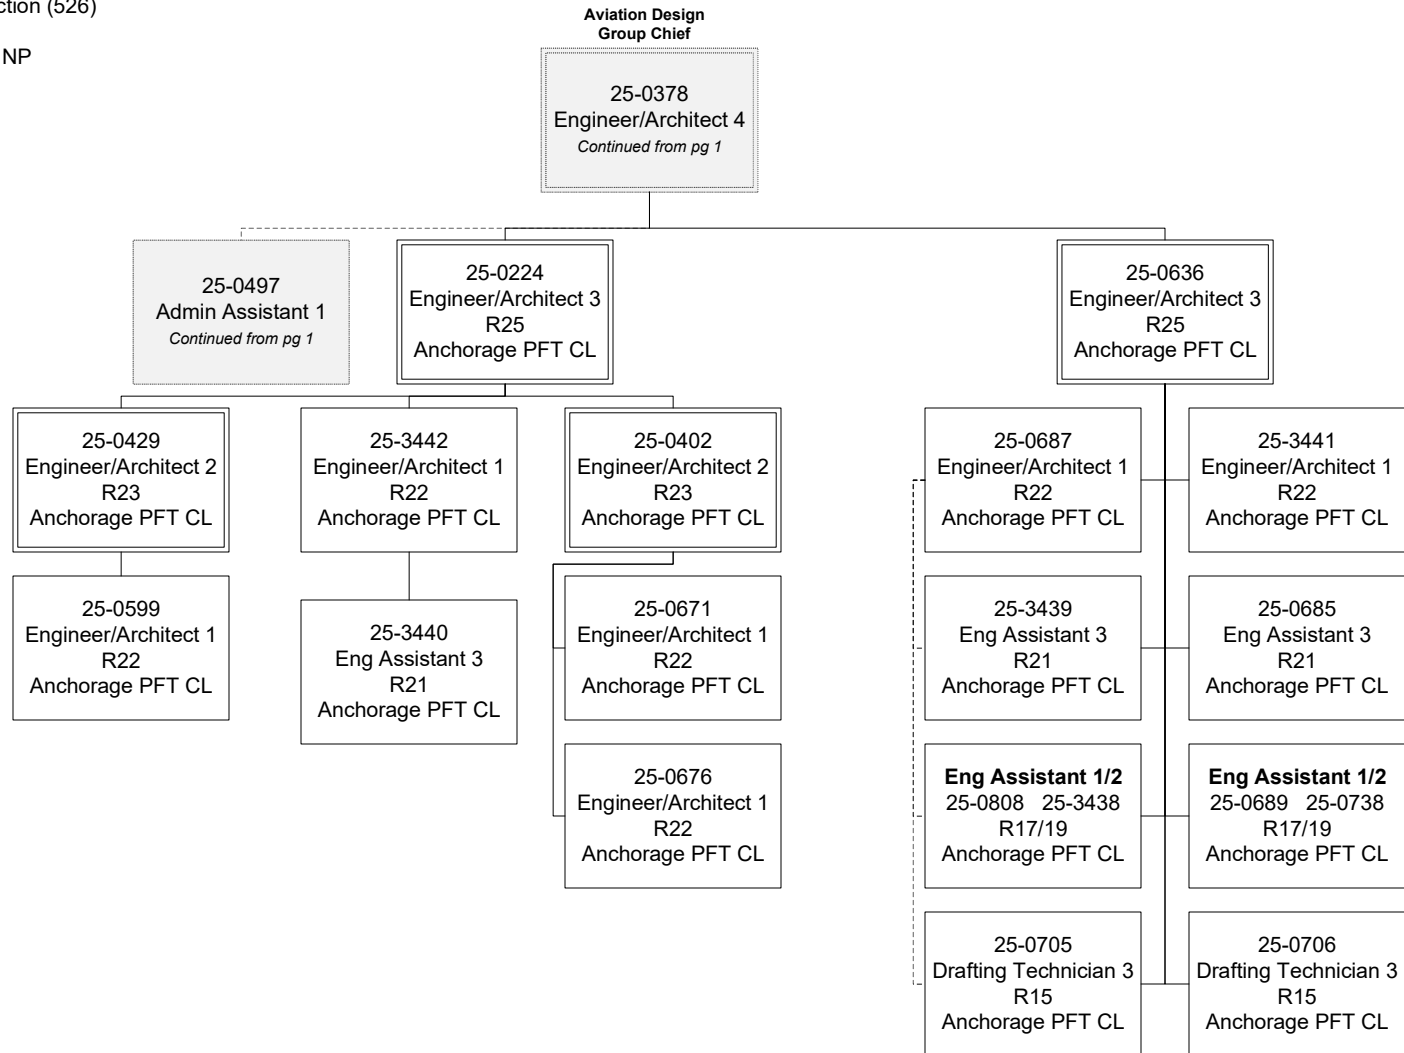 (526)
NP
Aviation Design
Group Chief
25-0378
Engineer/Architect 4
Continued from pg 1
25-0497
Admin Assistant 1
Continued from pg 1
25-0224
Engineer/Architect 3
R25
Anchorage PFT CL
25-0636
Engineer/Architect 3
R25
Anchorage PFT CL
25-0429
Engineer/Architect 2
R23
Anchorage PFT CL
25-3442
Engineer/Architect 1
R22
Anchorage PFT CL
25-0402
Engineer/Architect 2
R23
Anchorage PFT CL
25-0687
Engineer/Architect 1
R22
Anchorage PFT CL
25-3441
Engineer/Architect 1
R22
Anchorage PFT CL
25-0599
Engineer/Architect 1
R22
Anchorage PFT CL
25-3440
Eng Assistant 3
R21
Anchorage PFT CL
25-0671
Engineer/Architect 1
R22
Anchorage PFT CL
25-3439
Eng Assistant 3
R21
Anchorage PFT CL
25-0685
Eng Assistant 3
R21
Anchorage PFT CL
25-0676
Engineer/Architect 1
R22
Anchorage PFT CL
Eng Assistant 1/2
25-0808 25-3438
R17/19
Anchorage PFT CL
Eng Assistant 1/2
25-0689 25-0738
R17/19
Anchorage PFT CL
25-0705
Drafting Technician 3
R15
Anchorage PFT CL
25-0706
Drafting Technician 3
R15
Anchorage PFT CL